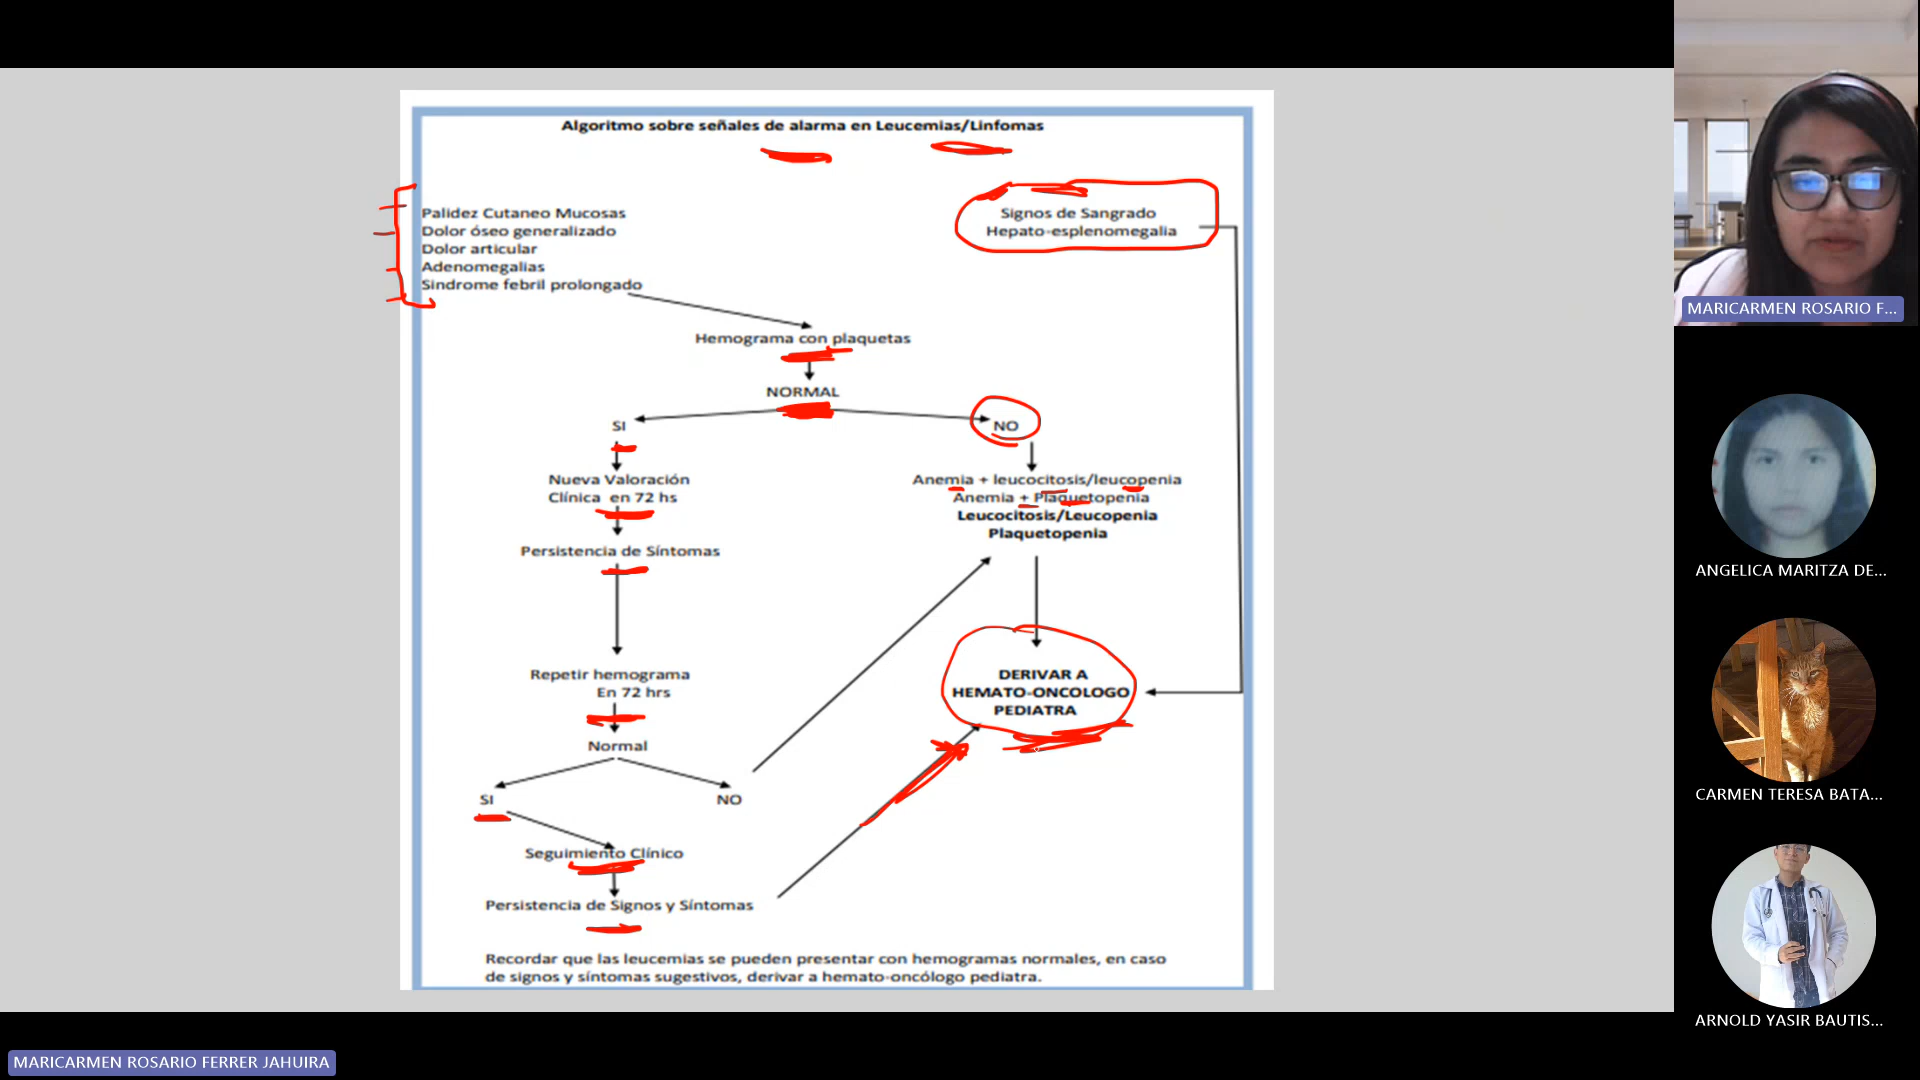 Algoritmo sobre señales de alarma en Leucemias/Linfomas
Palidez Cutaneo Mucosas
Dolor óseo generalizado
Dolor articular
Adenomegalias
Sindrome febril prolongado
Signos de Sangrado
Hepato-esplenomegalia
Hemograma con plaquetas
NORMAL
SI
NO
Nueva Valoración
Clínica en 72 hs
Anemia + leucocitosis/leucopenia
Anemia + Plaquetopenia
Leucocitosis/Leucopenia
Plaquetopenia
Persistencia de Síntomas
Repetir hemograma
En 72 hrs
DERIVAR A
HEMATO-ONCOLOGO
PEDIATRA
Normal
SI
NO
Seguimiento Clínico
Persistencia de Signos y Síntomas
Recordar que las leucemias se pueden presentar con hemogramas normales, en caso
de signos y síntomas sugestivos, derivar a hemato-oncólogo pediatra.
MARICARMEN ROSARIO F...
ANGELICA MARITZA DE...
CARMEN TERESA BATA...
ARNOLD YASIR BAUTIS...
MARICARMEN ROSARIO FERRER JAHUIRA